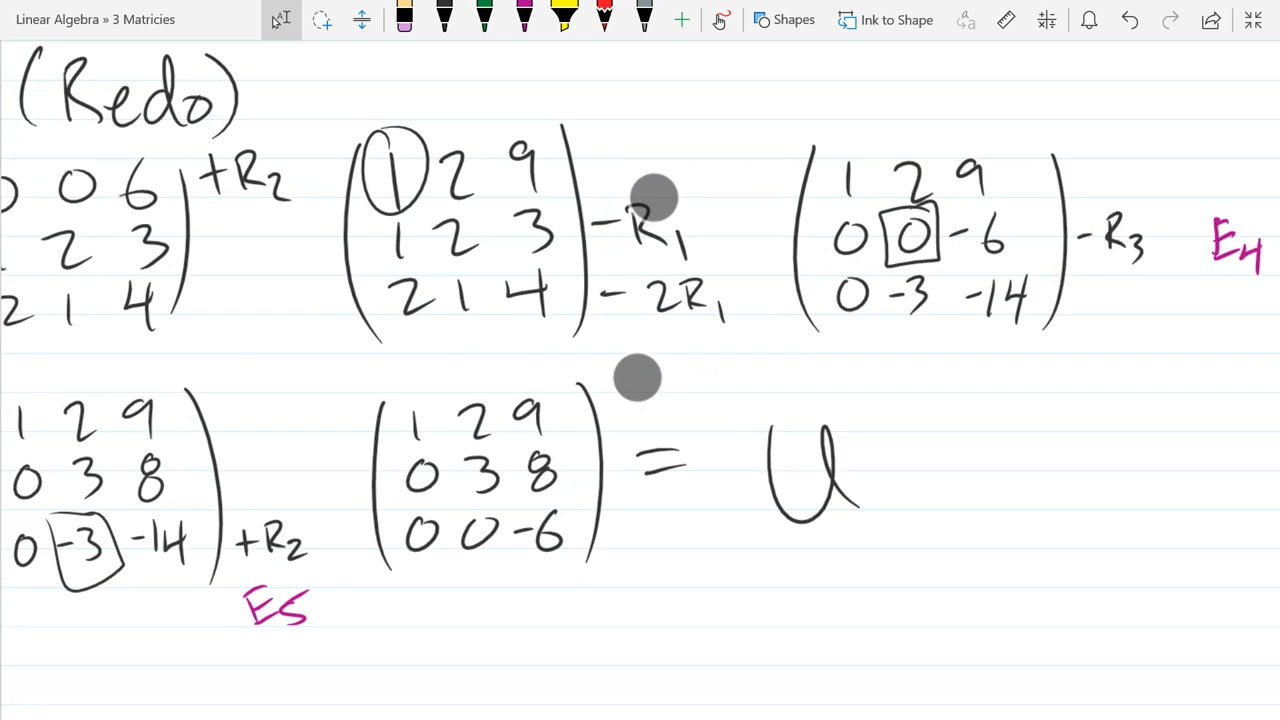 Linear Algebra » 3 Matricies
Shapes
Ink to Shape
(Redo)
0 6 +R2
2 3
2 1 4
1 2 9
1 2 3 -R1
2 1 4 - 2R1
1 2 9
0 0 -6 -R3 E4
0 -3 -14
1 2 9
0 3 8
0 -3 -14 +R2
E5
1 2 9
0 3 8
0 0 -6
= U